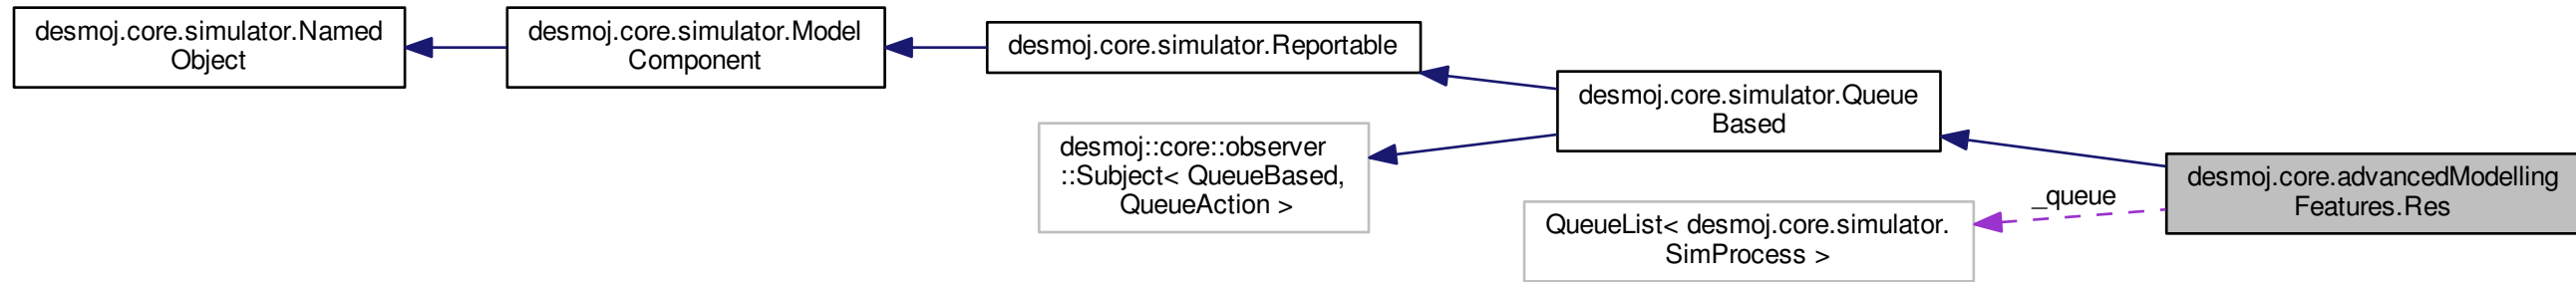 desmoj.core.simulator.Named
Object
desmoj.core.simulator.Model
Component
desmoj.core.simulator.Reportable
desmoj.core.simulator.Queue
Based
desmoj::core::observer
::Subject< QueueBased,
QueueAction >
_queue
QueueList< desmoj.core.simulator.
SimProcess >
desmoj.core.advancedModelling
Features.Res